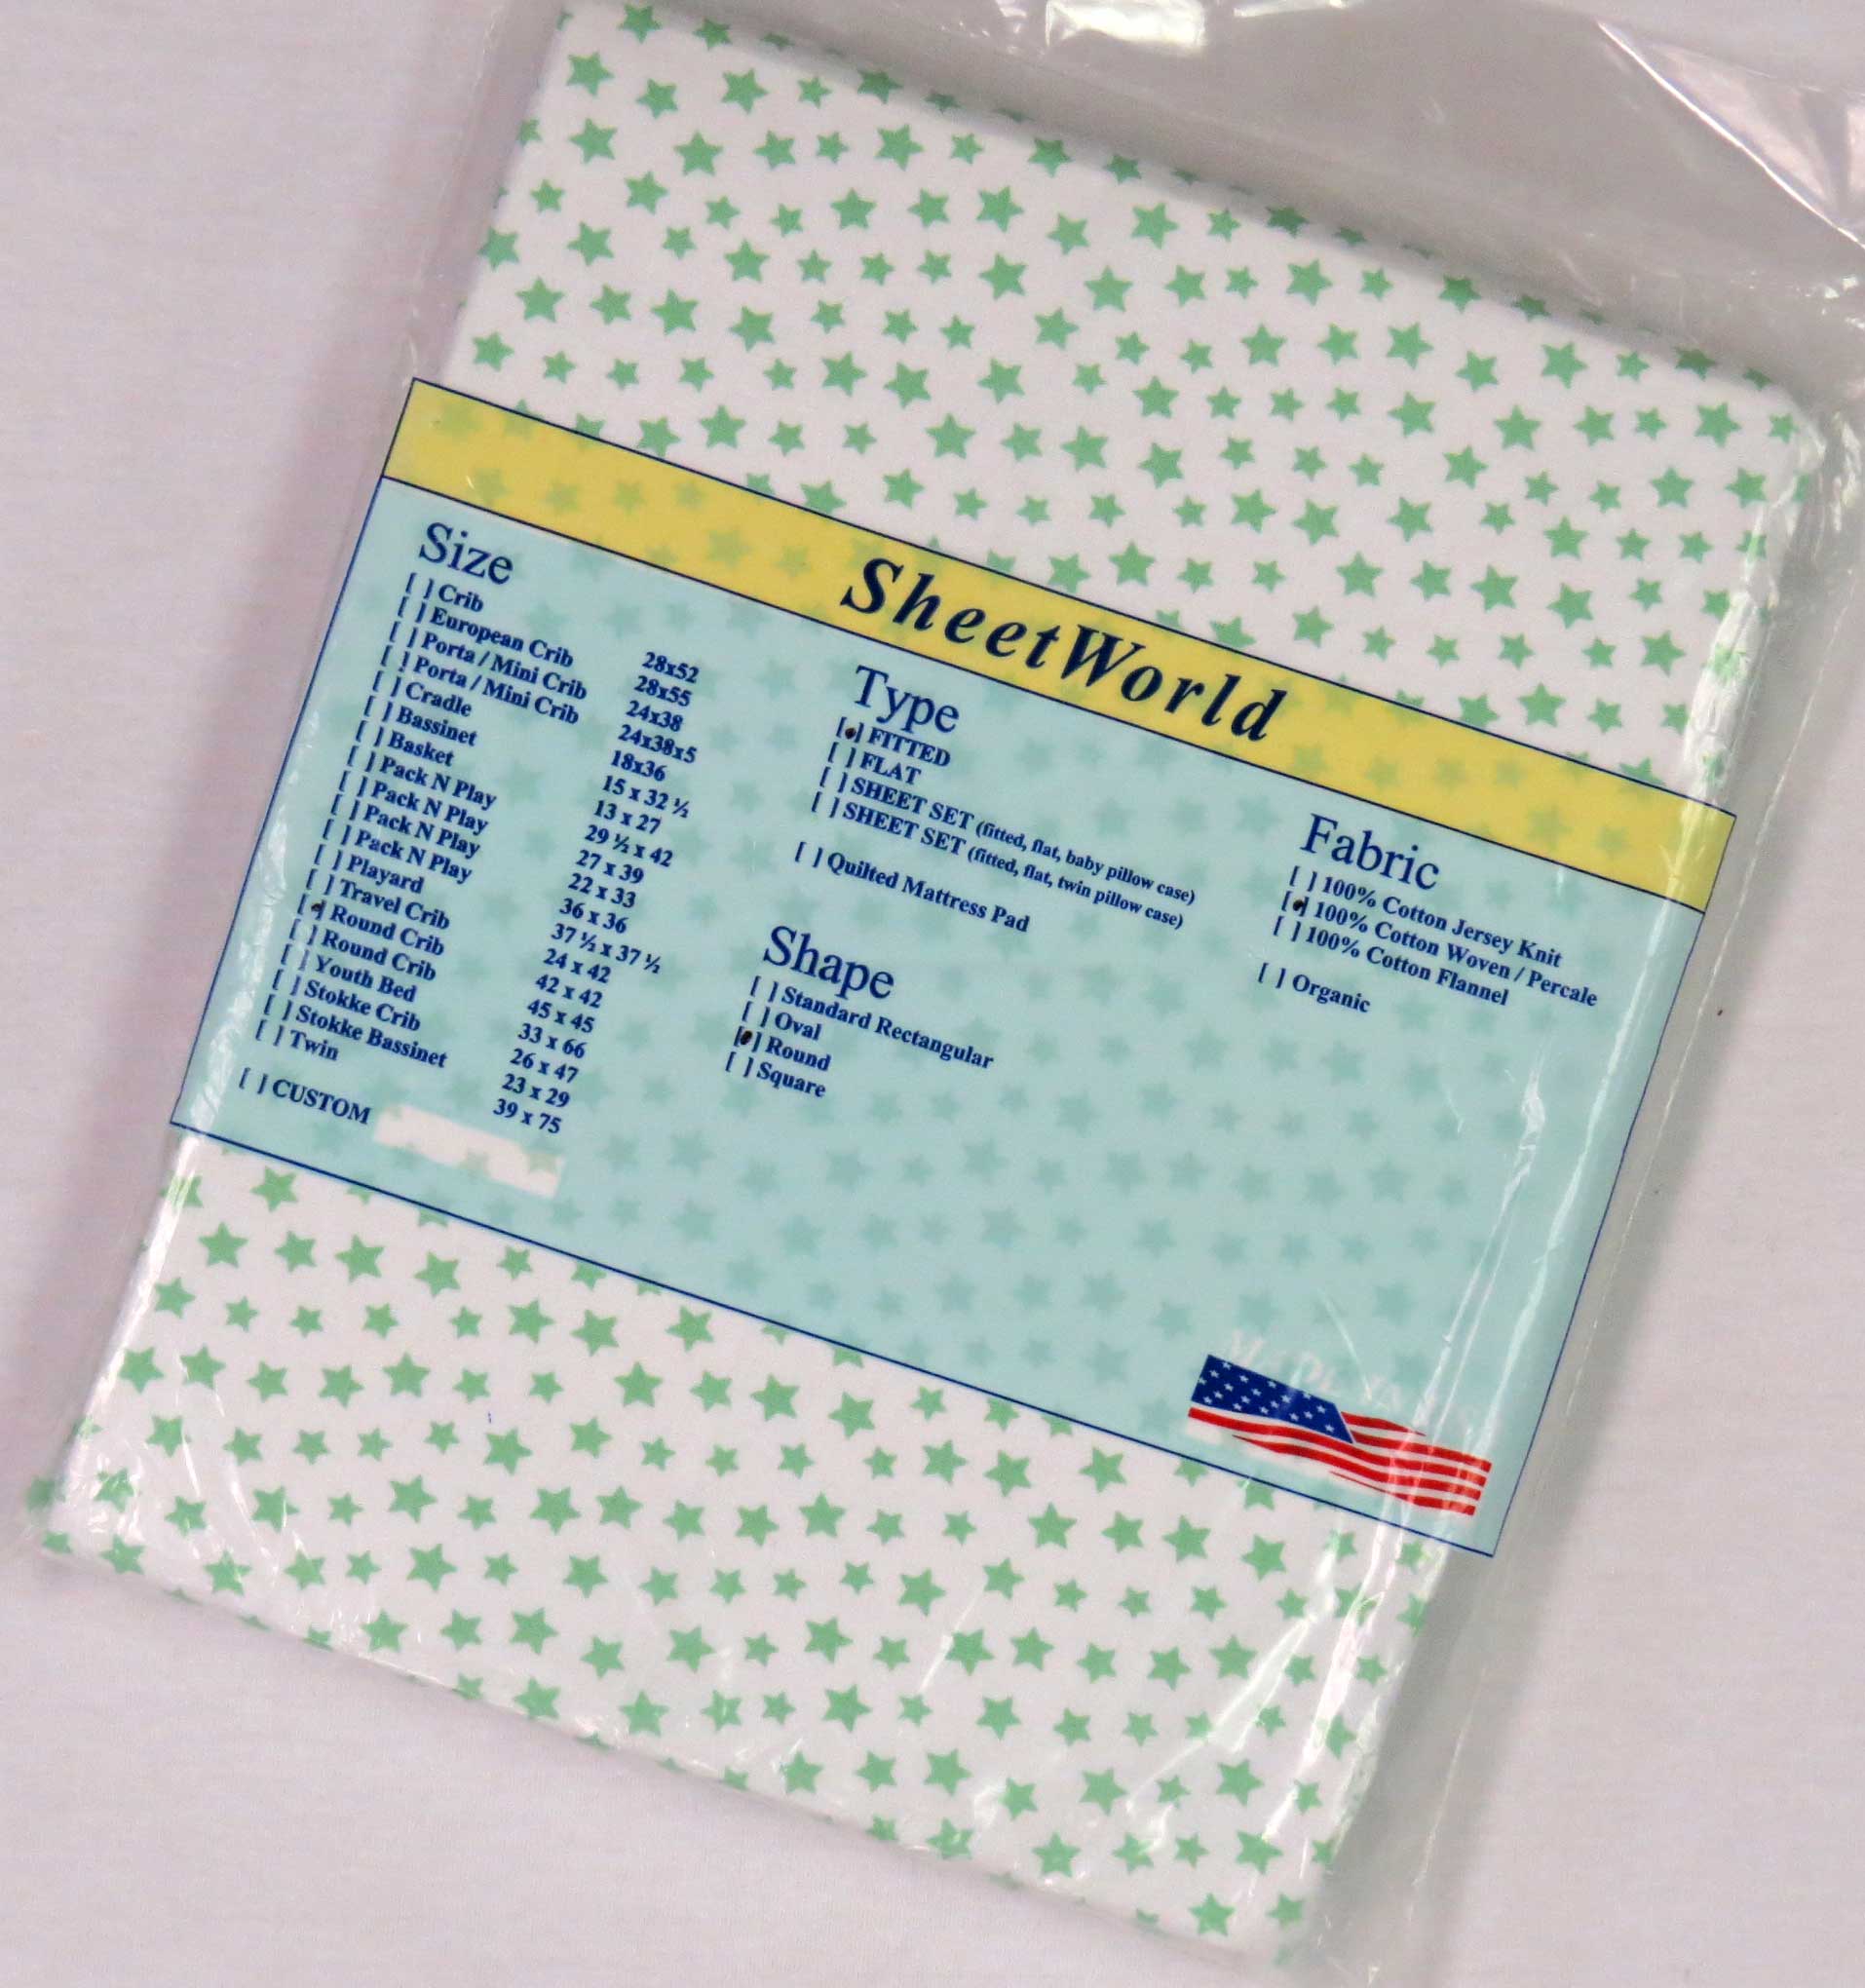 SheetWorld
Size
[ ] Crib 28x52
[ ] European Crib 28x55
[ ] Porta / Mini Crib 24x38
[ ] Porta / Mini Crib 24x38x5
[ ] Cradle 18x36
[ ] Bassinet 15 x 32 ½
[ ] Basket 13 x 27
[ ] Pack N Play 29 ½ x 42
[ ] Pack N Play 27 x 39
[ ] Pack N Play 22 x 33
[ ] Pack N Play 36 x 36
[ ] Playard 37 ½ x 37 ½
[ ] Travel Crib 24 x 42
[•] Round Crib 42 x 42
[ ] Round Crib 45 x 45
[ ] Youth Bed 33 x 66
[ ] Stokke Crib 26 x 47
[ ] Stokke Bassinet 23 x 29
[ ] Twin 39 x 75
[ ] CUSTOM
Type
[•] FITTED
[ ] FLAT
[ ] SHEET SET (fitted, flat, baby pillow case)
[ ] SHEET SET (fitted, flat, twin pillow case)
[ ] Quilted Mattress Pad
Shape
[ ] Standard Rectangular
[ ] Oval
[•] Round
[ ] Square
Fabric
[ ] 100% Cotton Jersey Knit
[•] 100% Cotton Woven / Percale
[ ] 100% Cotton Flannel
[ ] Organic